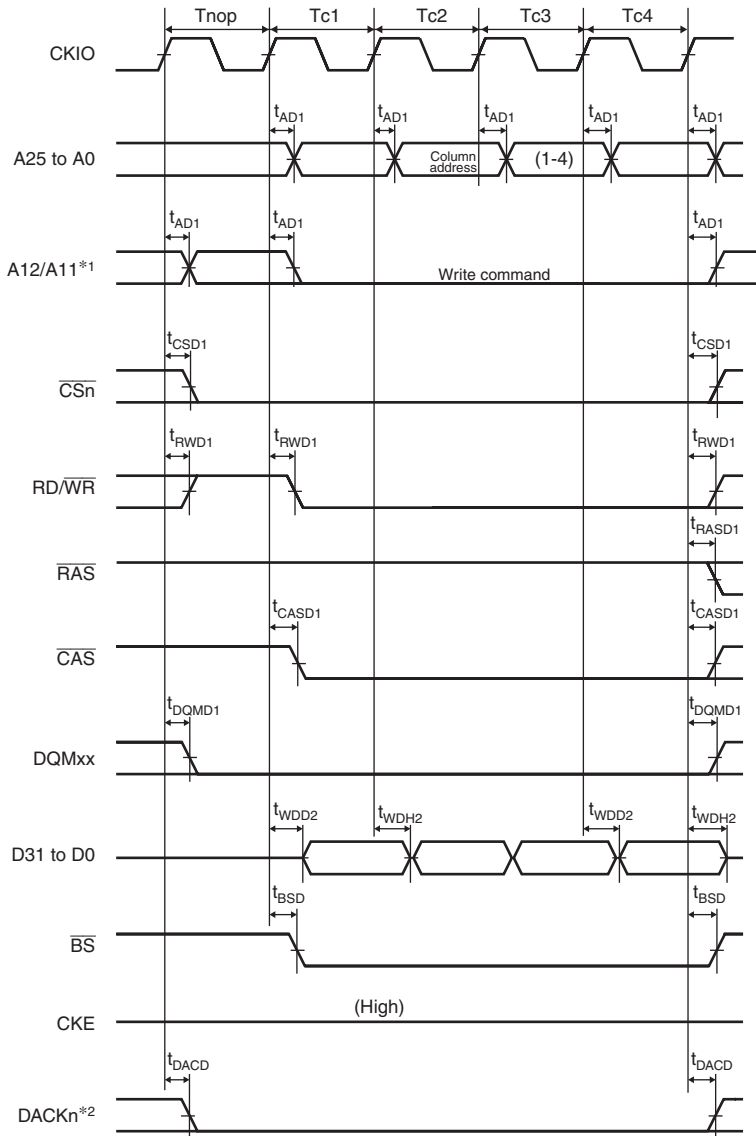 Tnop Tc1 Tc2 Tc3 Tc4
CKIO
tAD1 tAD1 tAD1 tAD1 tAD1
A25 to A0
Column address
(1-4)
tAD1 tAD1 tAD1
A12/A11*1
Write command
tCSD1 tCSD1
CSn
tRWD1 tRWD1 tRWD1
RD/WR
tRASD1
RAS
tCASD1 tCASD1
CAS
tDQMD1 tDQMD1
DQMxx
tWDD2 tWDH2 tWDD2 tWDH2
D31 to D0
tBSD tBSD
BS
(High)
CKE
tDACD tDACD
DACKn*2